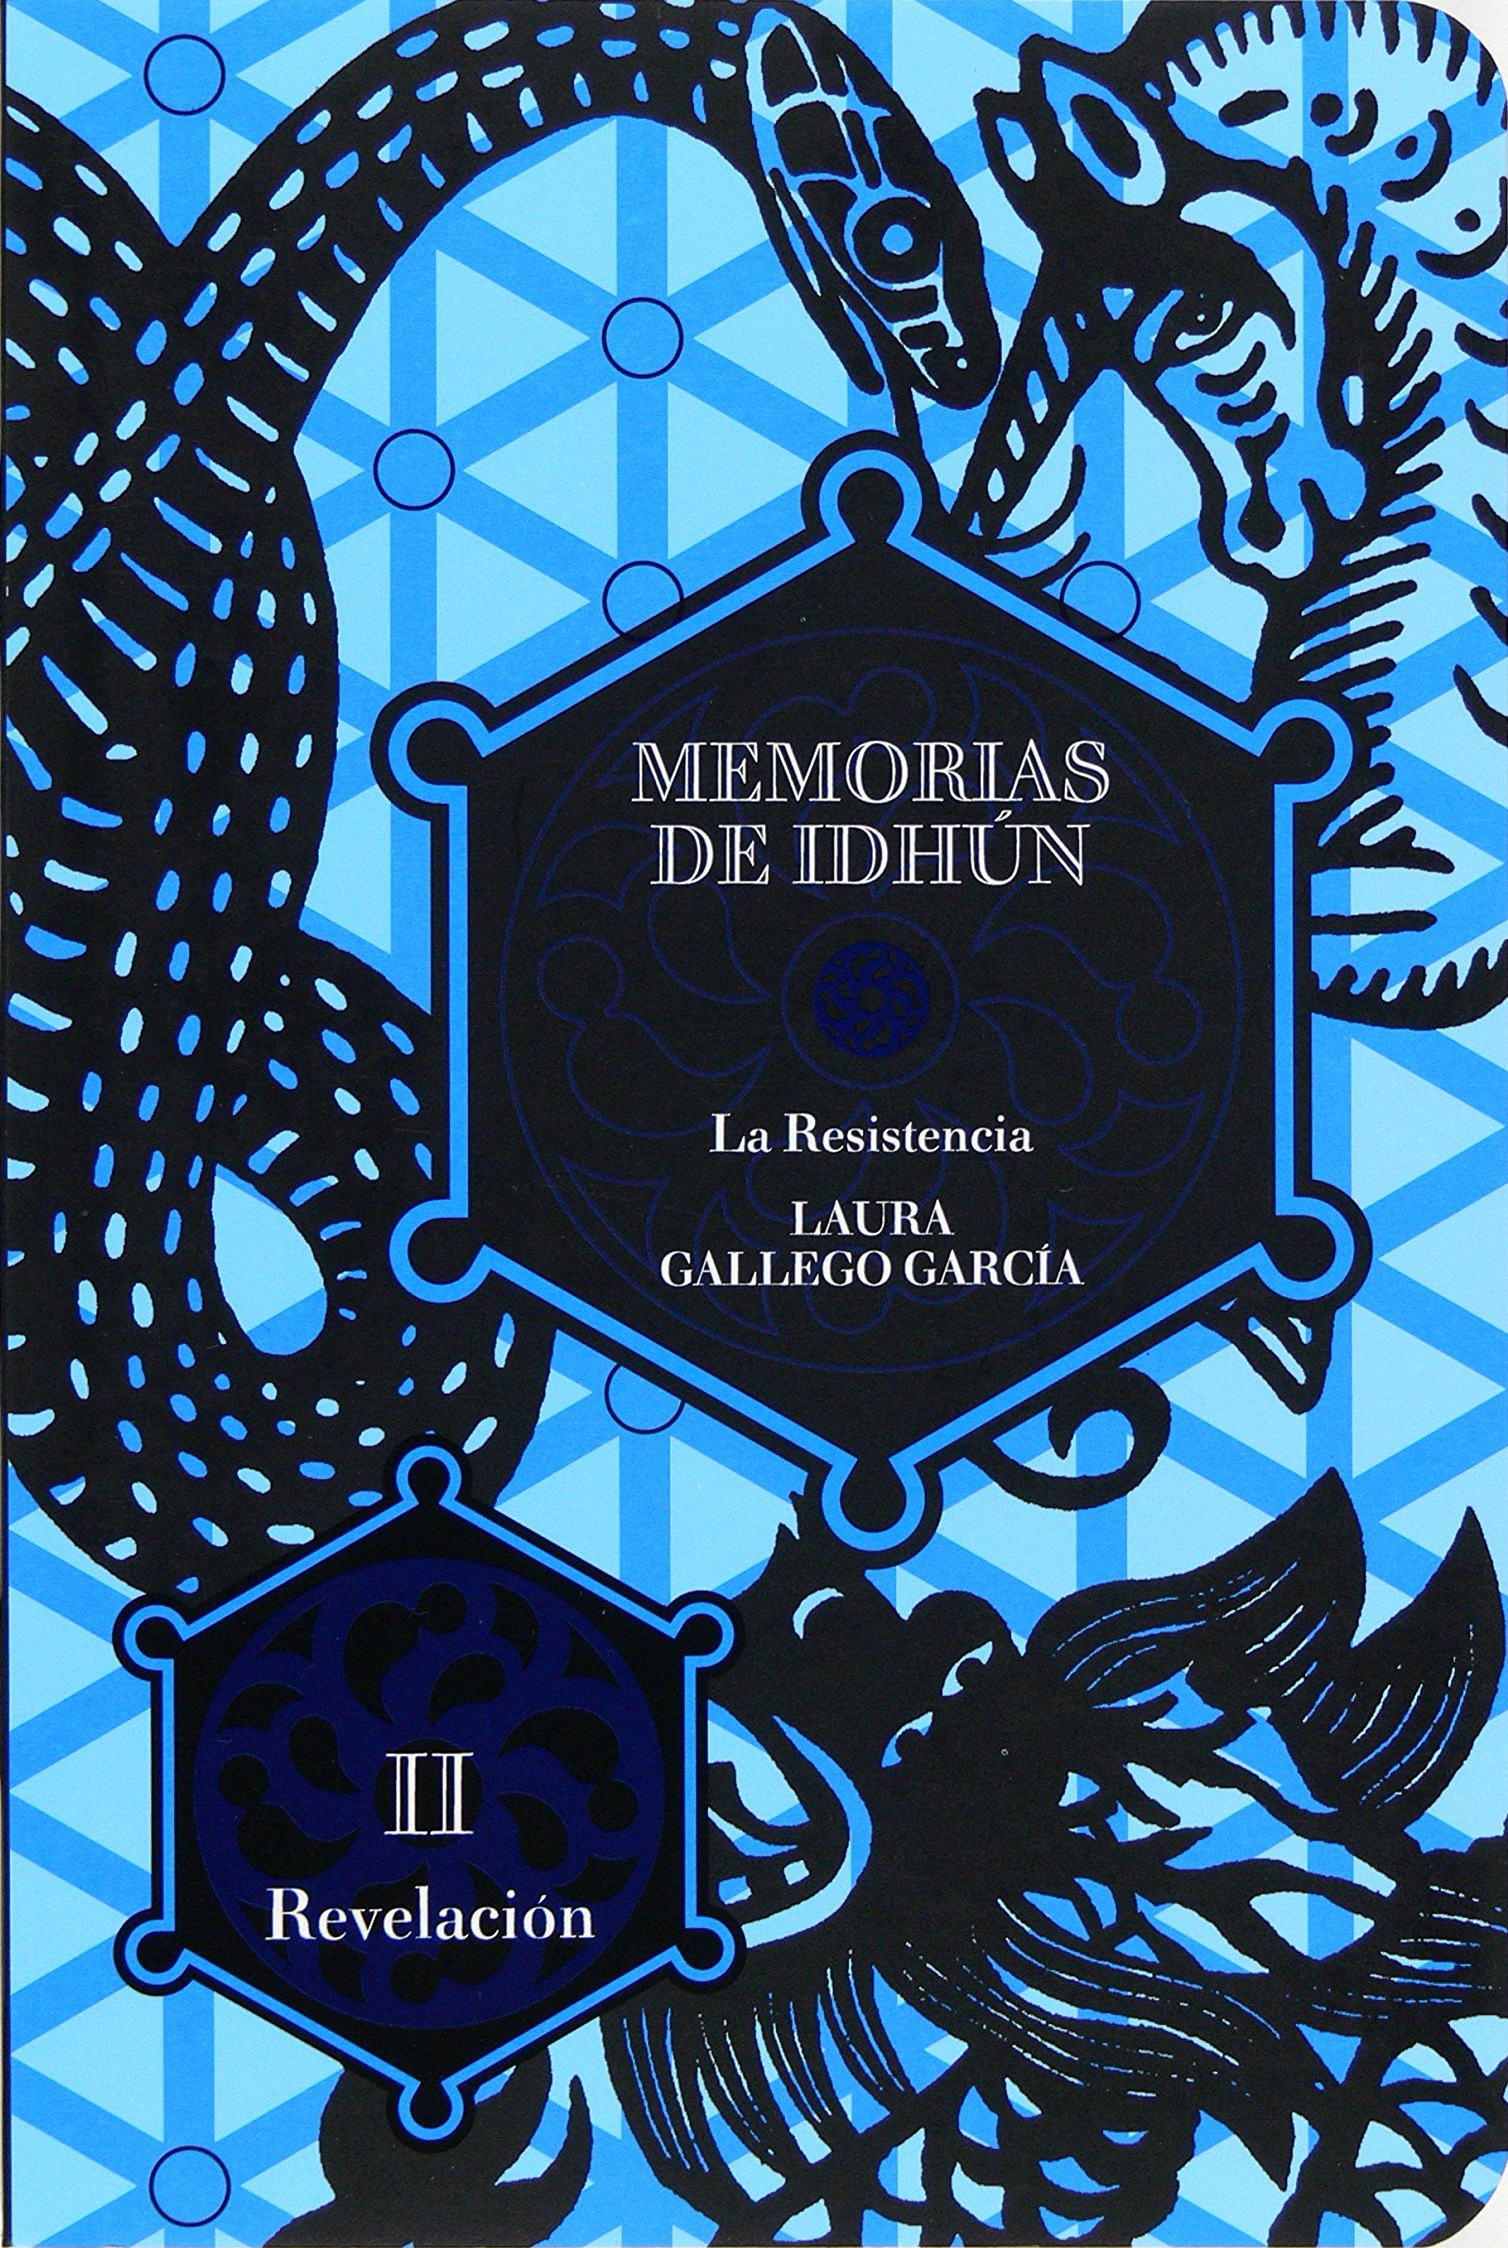 MEMORIAS
DE IDHÚN
La Resistencia
LAURA
GALLEGO GARCÍA
II
Revelación